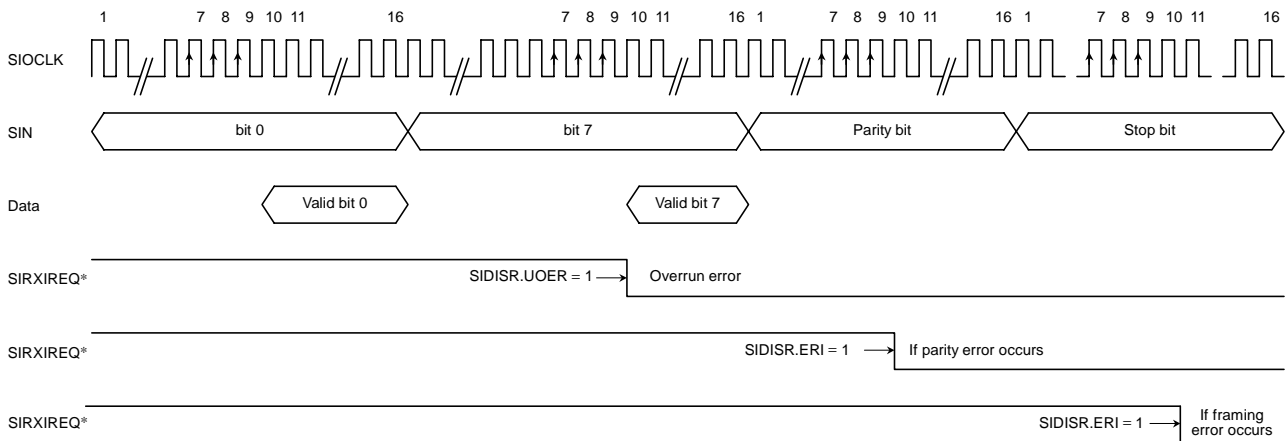 1 7 8 9 10 11 16 7 8 9 10 11 16 1 7 8 9 10 11 16 1 7 8 9 10 11 16
SIOCLK
SIN bit 0 bit 7 Parity bit Stop bit
Data Valid bit 0 Valid bit 7
SIRXIREQ* SIDISR.UOER = 1 Overrun error
SIRXIREQ* SIDISR.ERI = 1 If parity error occurs
SIRXIREQ* SIDISR.ERI = 1 If framing
error occurs